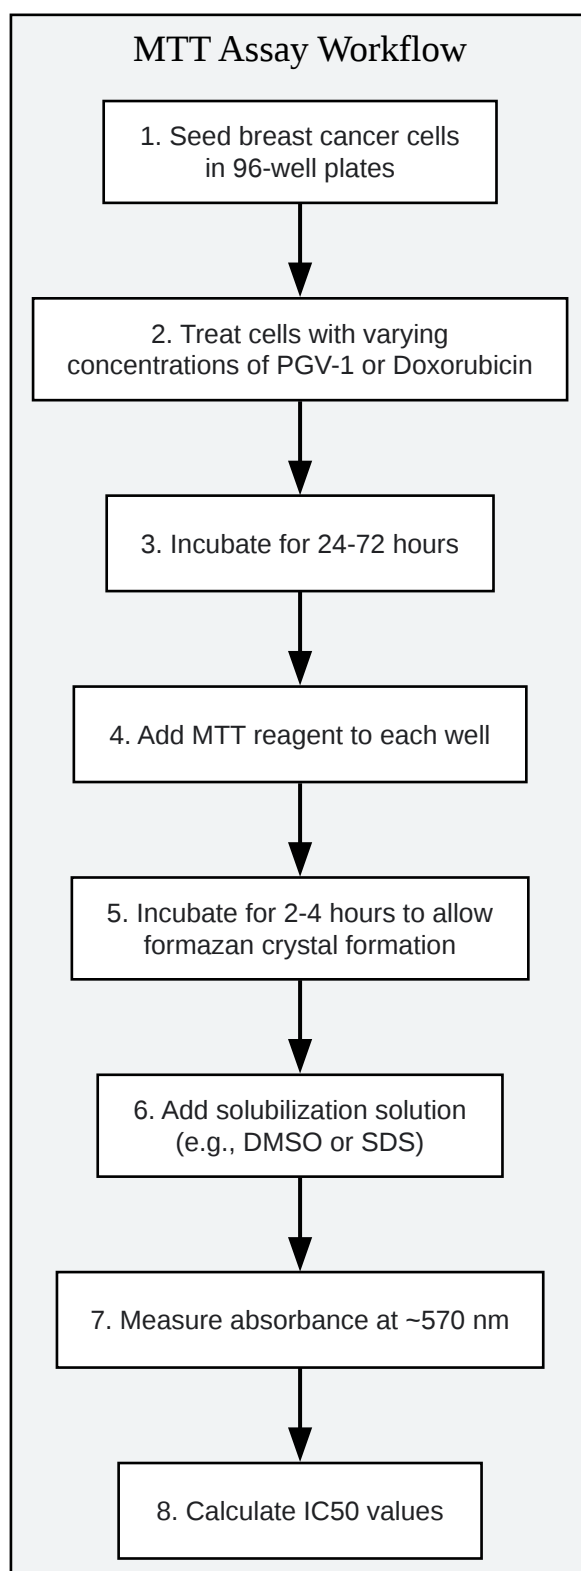 MTT Assay Workflow
1. Seed breast cancer cells
in 96-well plates
2. Treat cells with varying
concentrations of PGV-1 or Doxorubicin
3. Incubate for 24-72 hours
4. Add MTT reagent to each well
5. Incubate for 2-4 hours to allow
formazan crystal formation
6. Add solubilization solution
(e.g., DMSO or SDS)
7. Measure absorbance at ~570 nm
8. Calculate IC50 values